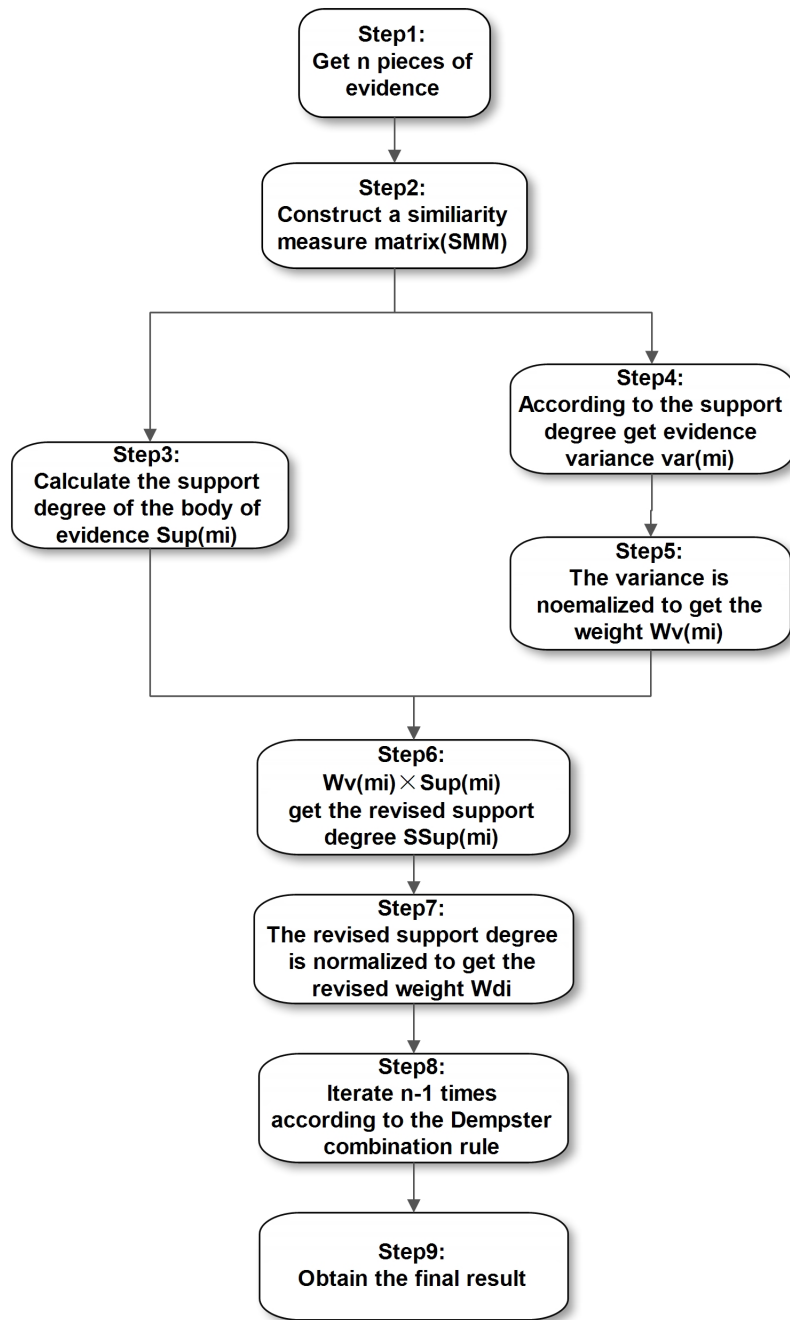 Step1:
Get n pieces of
evidence
Step2:
Construct a similiarity
measure matrix(SMM)
Step3:
Calculate the support
degree of the body of
evidence Sup(mi)
Step4:
According to the support
degree get evidence
variance var(mi)
Step5:
The variance is
noemalized to get the
weight Wv(mi)
Step6:
Wv(mi)×Sup(mi)
get the revised support
degree SSup(mi)
Step7:
The revised support degree
is normalized to get the
revised weight Wdi
Step8:
Iterate n-1 times
according to the Dempster
combination rule
Step9:
Obtain the final result